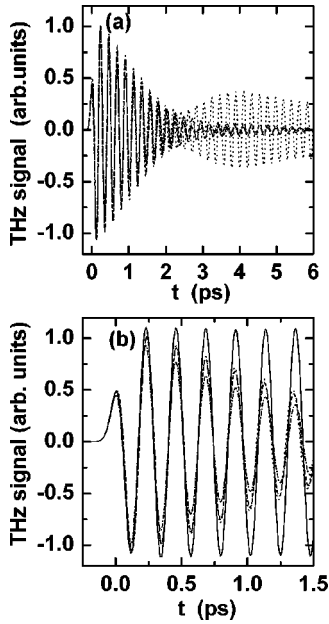 (a)
THz signal (arb.units)
1.0
0.5
0.0
-0.5
-1.0
0 1 2 3 4 5 6
t (ps)
(b)
THz signal (arb. units)
1.0
0.5
0.0
-0.5
-1.0
0.0 0.5 1.0 1.5
t (ps)